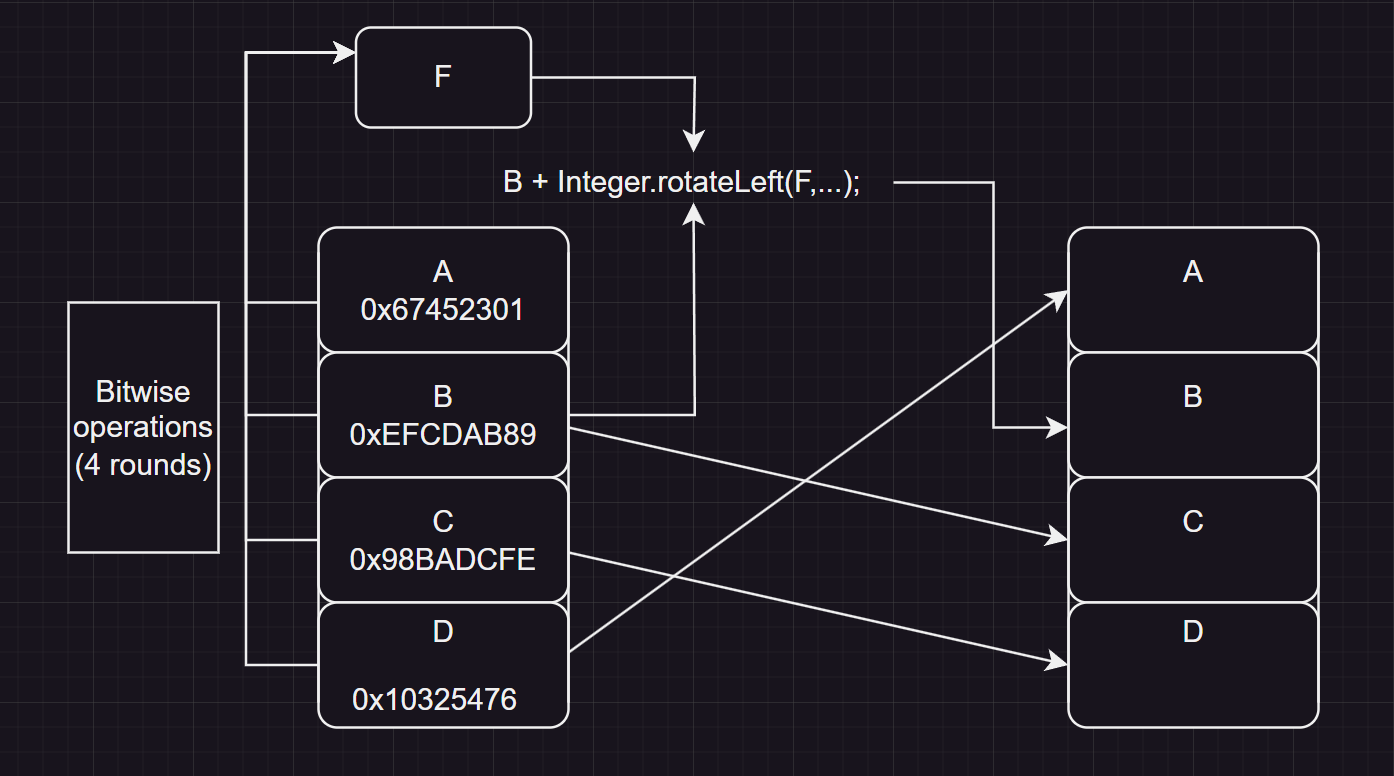 F
B + Integer.rotateLeft(F,...);
Bitwise
operations
(4 rounds)
A
0x67452301
B
0xEFCDAB89
C
0x98BADCFE
D
0x10325476
A
B
C
D